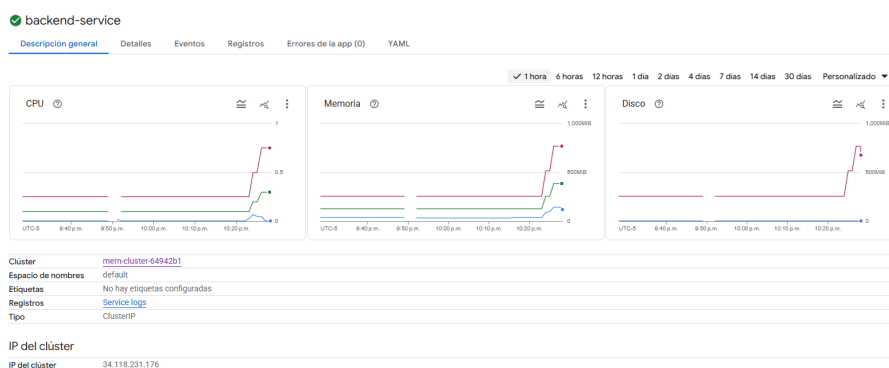 backend-service
Descripción general Detalles Eventos Registros Errores de la app (0) YAML
1 hora 6 horas 12 horas 1 día 2 días 4 días 7 días 14 días 30 días Personalizado
CPU Memoria Disco
1 1,000MiB 1,000MiB
0.5 500MiB 500MiB
0 0 0
UTC-5 9:40 p.m. 9:50 p.m. 10:00 p.m. 10:10 p.m. 10:20 p.m. UTC-5 9:40 p.m. 9:50 p.m. 10:00 p.m. 10:10 p.m. 10:20 p.m. UTC-5 9:40 p.m. 9:50 p.m. 10:00 p.m. 10:10 p.m. 10:20 p.m.
Clúster mern-cluster-64942b1
Espacio de nombres default
Etiquetas No hay etiquetas configuradas
Registros Service logs
Tipo ClusterIP
IP del clúster
IP del clúster 34.118.231.176